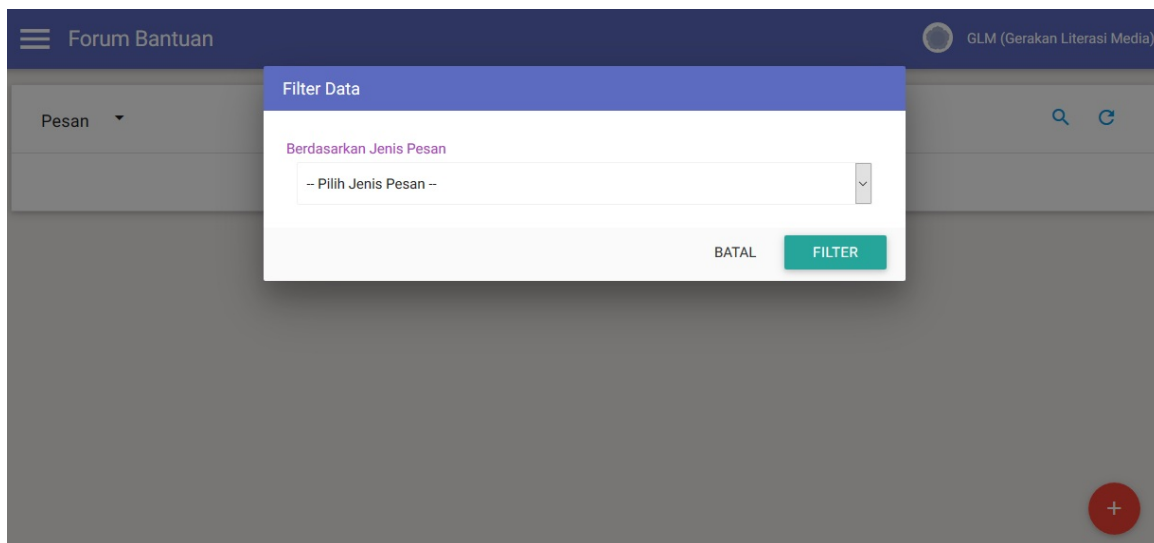 Forum Bantuan
GLM (Gerakan Literasi Media)
Filter Data
Pesan
Berdasarkan Jenis Pesan
-- Pilih Jenis Pesan --
BATAL
FILTER